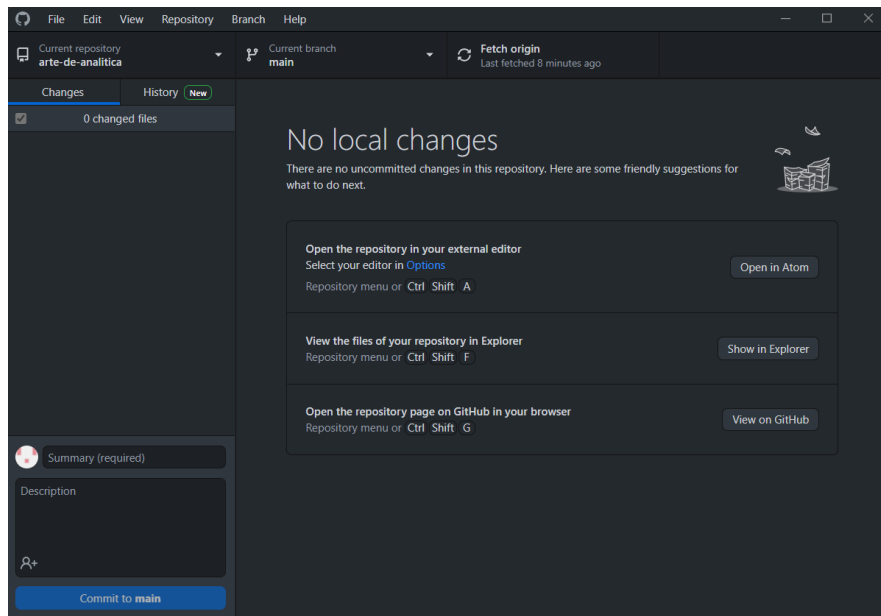 File Edit View Repository Branch Help
Current repository
arte-de-analitica
Current branch
main
Fetch origin
Last fetched 8 minutes ago
Changes
History New
0 changed files
No local changes
There are no uncommitted changes in this repository. Here are some friendly suggestions for
what to do next.
Open the repository in your external editor
Select your editor in Options
Repository menu or Ctrl Shift A
Open in Atom
View the files of your repository in Explorer
Repository menu or Ctrl Shift F
Show in Explorer
Open the repository page on GitHub in your browser
Repository menu or Ctrl Shift G
View on GitHub
Summary (required)
Description
Commit to main